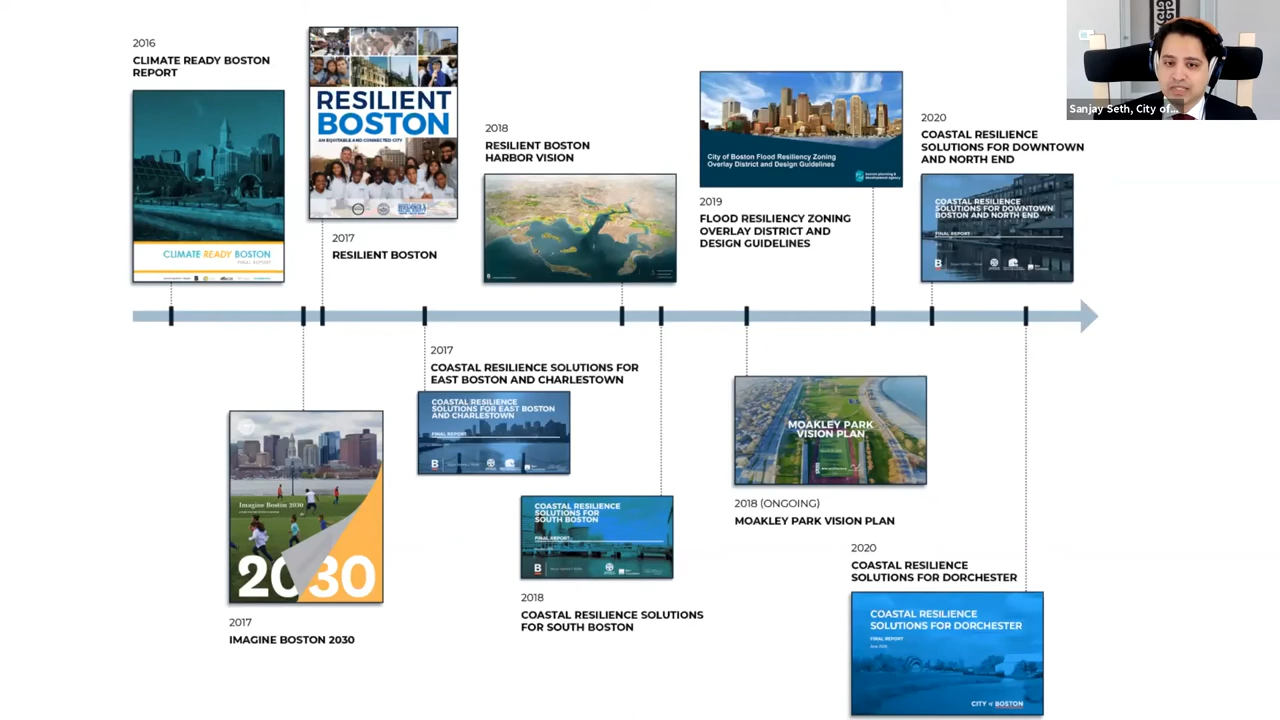 2016
CLIMATE READY BOSTON
REPORT
CLIMATE READY BOSTON
FINAL REPORT
RESILIENT
BOSTON
AN EQUITABLE AND CONNECTED CITY
2017
RESILIENT BOSTON
2018
RESILIENT BOSTON
HARBOR VISION
City of Boston Flood Resiliency Zoning
Overlay District and Design Guidelines
boston planning &
development agency
2019
FLOOD RESILIENCY ZONING
OVERLAY DISTRICT AND
DESIGN GUIDELINES
Sanjay Seth, City of...
2020
COASTAL RESILIENCE
SOLUTIONS FOR DOWNTOWN
AND NORTH END
COASTAL RESILIENCE
SOLUTIONS FOR DOWNTOWN
BOSTON AND NORTH END
FINAL REPORT
B
2017
COASTAL RESILIENCE SOLUTIONS FOR
EAST BOSTON AND CHARLESTOWN
COASTAL RESILIENCE
SOLUTIONS FOR EAST BOSTON
AND CHARLESTOWN
FINAL REPORT
B
Imagine Boston 2030
2030
2017
IMAGINE BOSTON 2030
COASTAL RESILIENCE
SOLUTIONS FOR
SOUTH BOSTON
FINAL REPORT
B
2018
COASTAL RESILIENCE SOLUTIONS
FOR SOUTH BOSTON
MOAKLEY PARK
VISION PLAN
2018 (ONGOING)
MOAKLEY PARK VISION PLAN
2020
COASTAL RESILIENCE
SOLUTIONS FOR DORCHESTER
COASTAL RESILIENCE
SOLUTIONS FOR DORCHESTER
FINAL REPORT
CITY of BOSTON